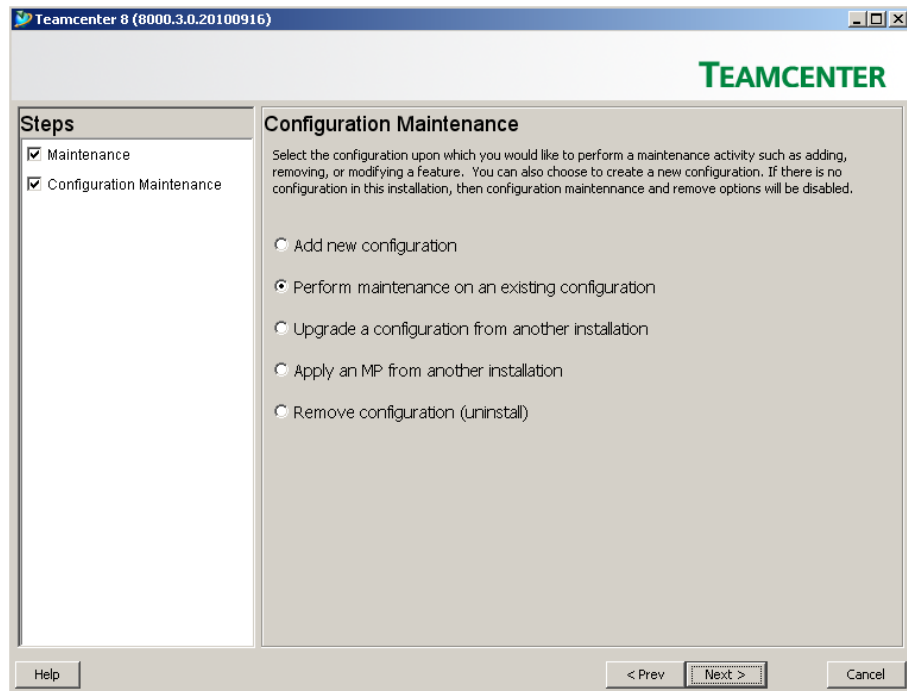 Teamcenter 8 (8000.3.0.20100916)
TEAMCENTER
Steps
Maintenance
Configuration Maintenance
Configuration Maintenance
Select the configuration upon which you would like to perform a maintenance activity such as adding,
removing, or modifying a feature. You can also choose to create a new configuration. If there is no
configuration in this installation, then configuration maintennance and remove options will be disabled.
Add new configuration
Perform maintenance on an existing configuration
Upgrade a configuration from another installation
Apply an MP from another installation
Remove configuration (uninstall)
Help
< Prev
Next >
Cancel